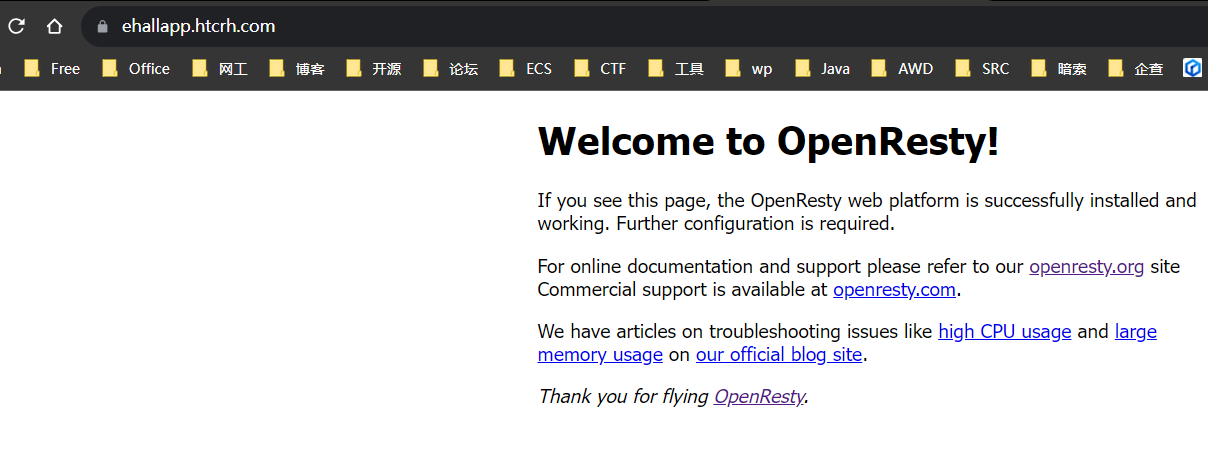 ehallapp.htcrh.com
Free Office 网工 博客 开源 论坛 ECS CTF 工具 wp Java AWD SRC 暗索 企查
Welcome to OpenResty!
If you see this page, the OpenResty web platform is successfully installed and
working. Further configuration is required.
For online documentation and support please refer to our openresty.org site
Commercial support is available at openresty.com.
We have articles on troubleshooting issues like high CPU usage and large
memory usage on our official blog site.
Thank you for flying OpenResty.